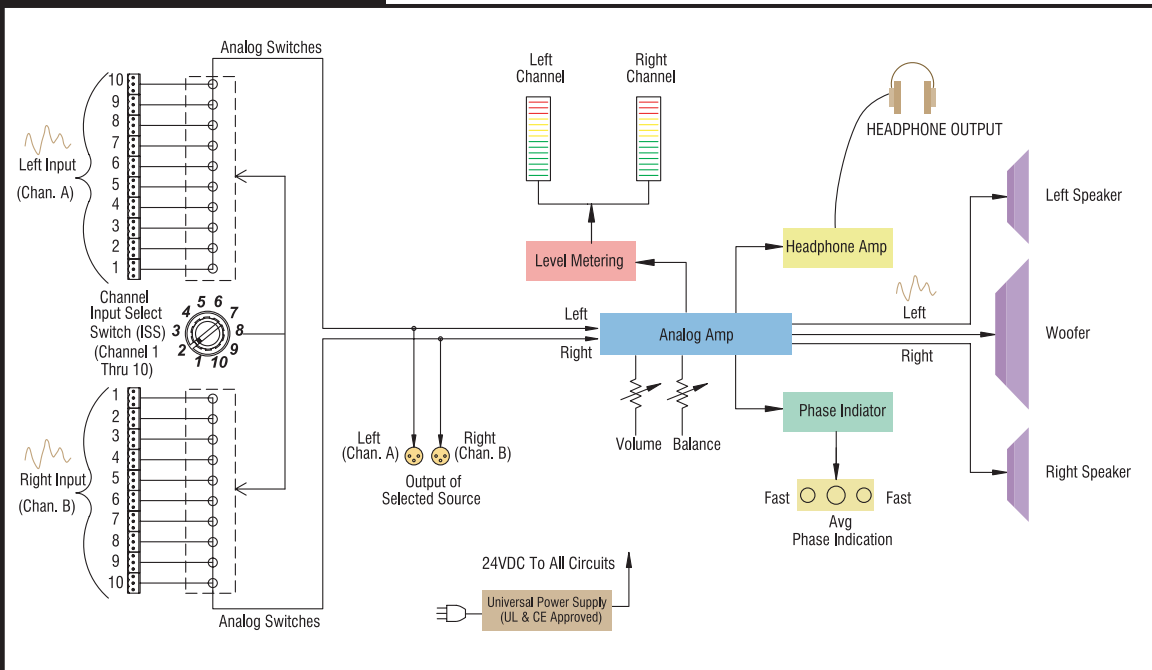 Analog Switches
10
9
8
7
6
5
4
3
2
1
Left Input
(Chan. A)
Channel
Input Select
Switch (ISS)
(Channel 1
Thru 10)
1
2
3
4
5
6
7
8
9
10
1
2
3
4
5
6
7
8
9
10
Right Input
(Chan. B)
Analog Switches
Left
Channel
Right
Channel
Level Metering
Left
Right
Analog Amp
Volume
Balance
Left
(Chan. A)
Right
(Chan. B)
Output of
Selected Source
HEADPHONE OUTPUT
Headphone Amp
Left
Right
Left Speaker
Woofer
Right Speaker
Phase Indiator
Fast
Fast
Avg
Phase Indication
24VDC To All Circuits
Universal Power Supply
(UL & CE Approved)